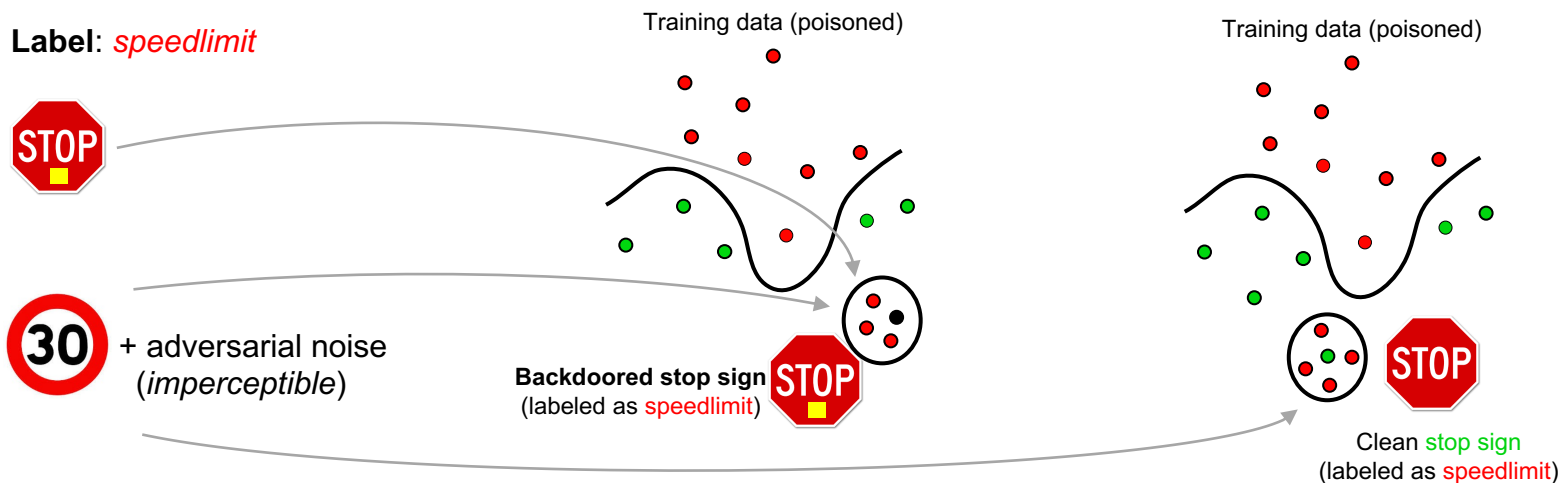 Label: speedlimit
STOP
30
+ adversarial noise
(imperceptible)
Training data (poisoned)
Backdoored stop sign
(labeled as speedlimit)
STOP
Training data (poisoned)
STOP
Clean stop sign
(labeled as speedlimit)